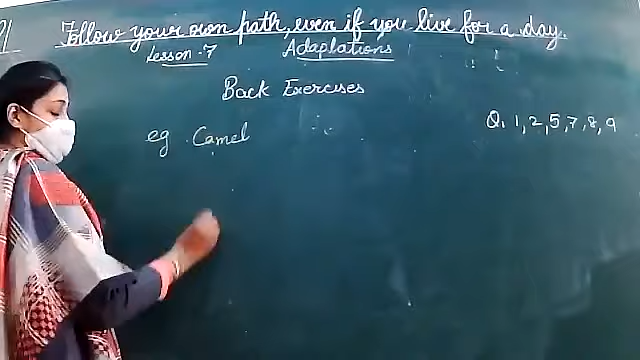 Follow your own path, even if you live for a day.
Lesson-7 Adaptations
Back Exercises
Q. 1, 2, 5, 7, 8, 9
eg Camel